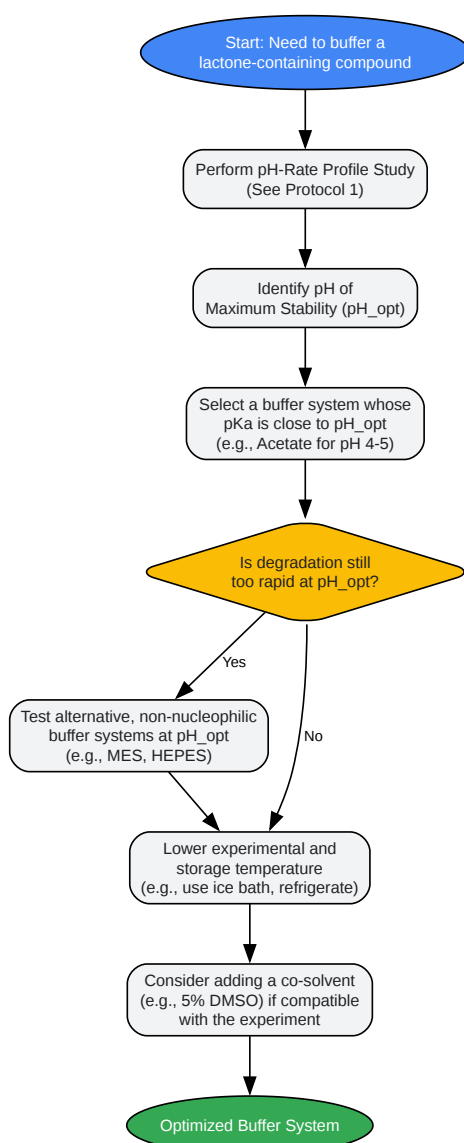 Start: Need to buffer a
lactone-containing compound
Perform pH-Rate Profile Study
(See Protocol 1)
Identify pH of
Maximum Stability (pH_opt)
Select a buffer system whose
pKa is close to pH_opt
(e.g., Acetate for pH 4-5)
Is degradation still
too rapid at pH_opt?
Yes
Test alternative, non-nucleophilic
buffer systems at pH_opt
(e.g., MES, HEPES)
No
Lower experimental and
storage temperature
(e.g., use ice bath, refrigerate)
Consider adding a co-solvent
(e.g., 5% DMSO) if compatible
with the experiment
Optimized Buffer System